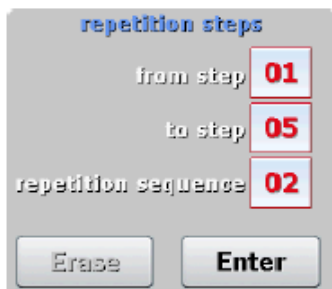 repetition steps
from step 01
to step 05
repetition sequence 02
Erase Enter